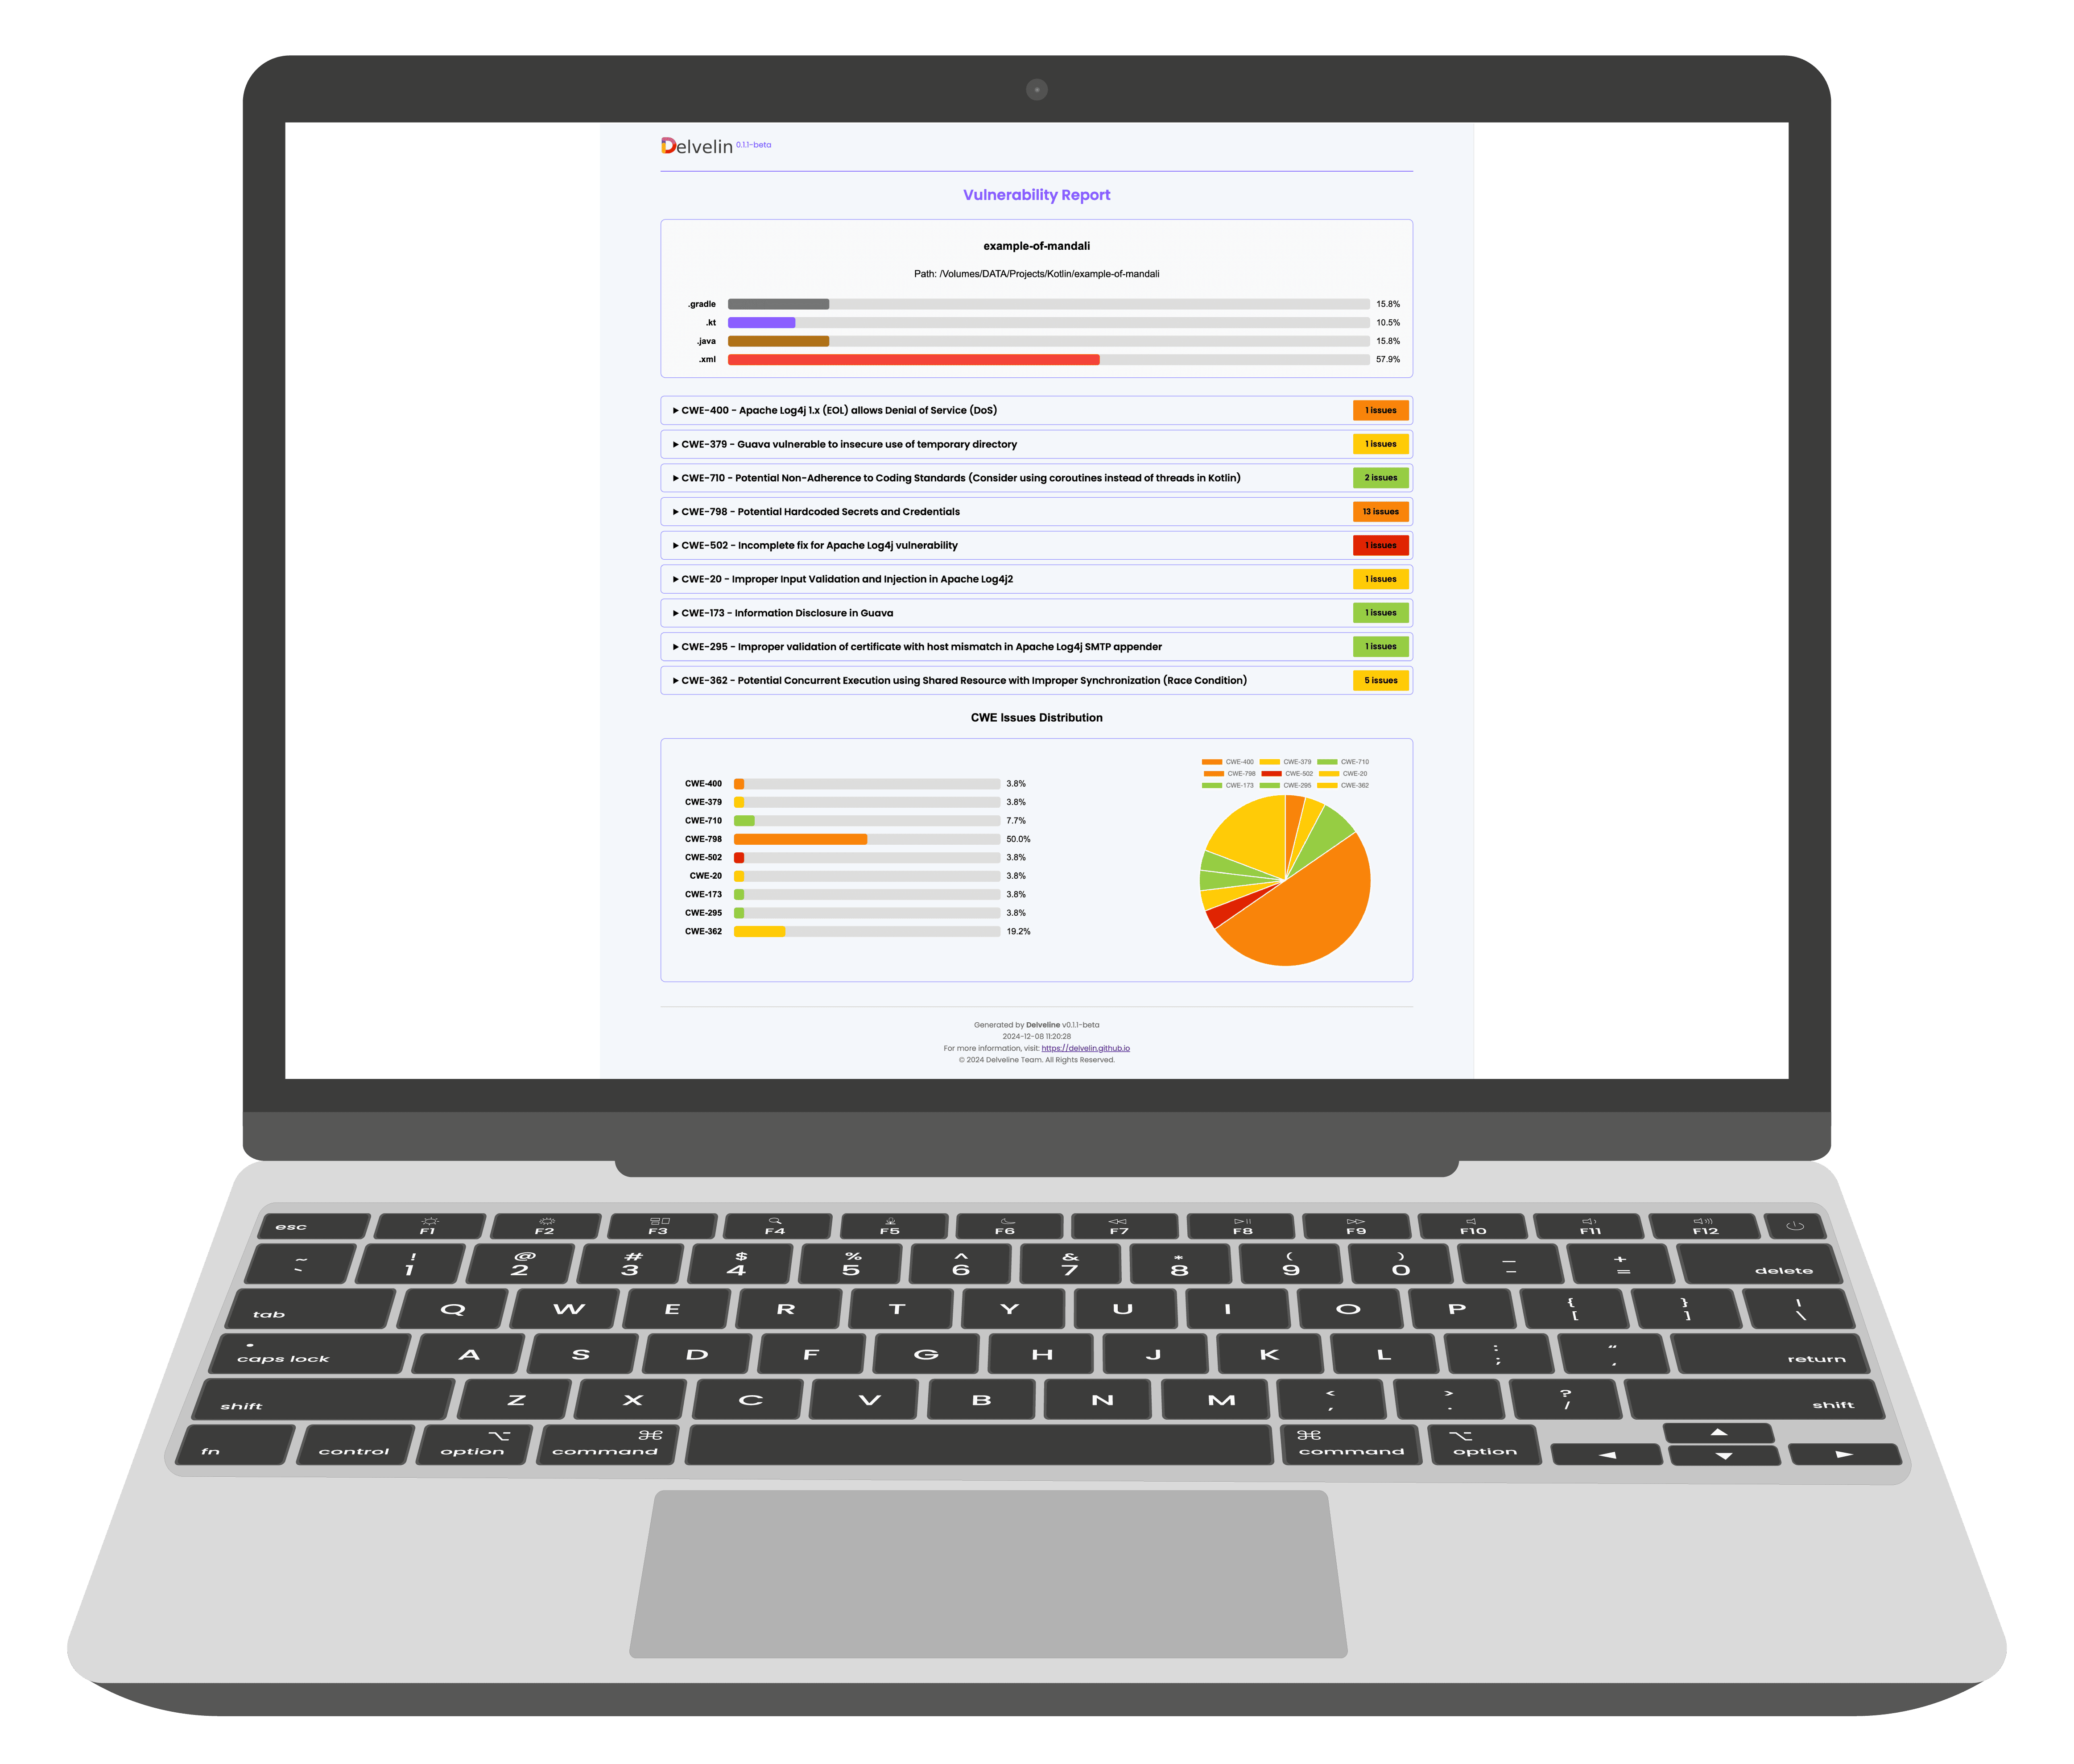 Delvelin 0.1.1-beta
Vulnerability Report
example-of-mandali
Path: /Volumes/DATA/Projects/Kotlin/example-of-mandali
.gradle 15.8%
.kt 10.5%
.java 15.8%
.xml 57.9%
CWE-400 - Apache Log4j 1.x (EOL) allows Denial of Service (DoS) 1 issues
CWE-379 - Guava vulnerable to insecure use of temporary directory 1 issues
CWE-710 - Potential Non-Adherence to Coding Standards (Consider using coroutines instead of threads in Kotlin) 2 issues
CWE-798 - Potential Hardcoded Secrets and Credentials 13 issues
CWE-502 - Incomplete fix for Apache Log4j vulnerability 1 issues
CWE-20 - Improper Input Validation and Injection in Apache Log4j2 1 issues
CWE-173 - Information Disclosure in Guava 1 issues
CWE-295 - Improper validation of certificate with host mismatch in Apache Log4j SMTP appender 1 issues
CWE-362 - Potential Concurrent Execution using Shared Resource with Improper Synchronization (Race Condition) 5 issues
CWE Issues Distribution
CWE-400 3.8%
CWE-379 3.8%
CWE-710 7.7%
CWE-798 50.0%
CWE-502 3.8%
CWE-20 3.8%
CWE-173 3.8%
CWE-295 3.8%
CWE-362 19.2%
CWE-400 CWE-379 CWE-710
CWE-798 CWE-502 CWE-20
CWE-173 CWE-295 CWE-362
Generated by Delveline v0.1.1-beta
2024-12-08 11:20:28
For more information, visit: https://delvelin.github.io
© 2024 Delveline Team. All Rights Reserved.
esc F1 F2 F3 F4 F5 F6 F7 F8 F9 F10 F11 F12
~ ! @ # $ % ^ & * ( ) _ +
` 1 2 3 4 5 6 7 8 9 0 - = delete
tab Q W E R T Y U I O P { [ } ] | \
caps lock A S D F G H J K L : ; “ , return
shift Z X C V B N M < , > . ? / shift
fn control option command command option